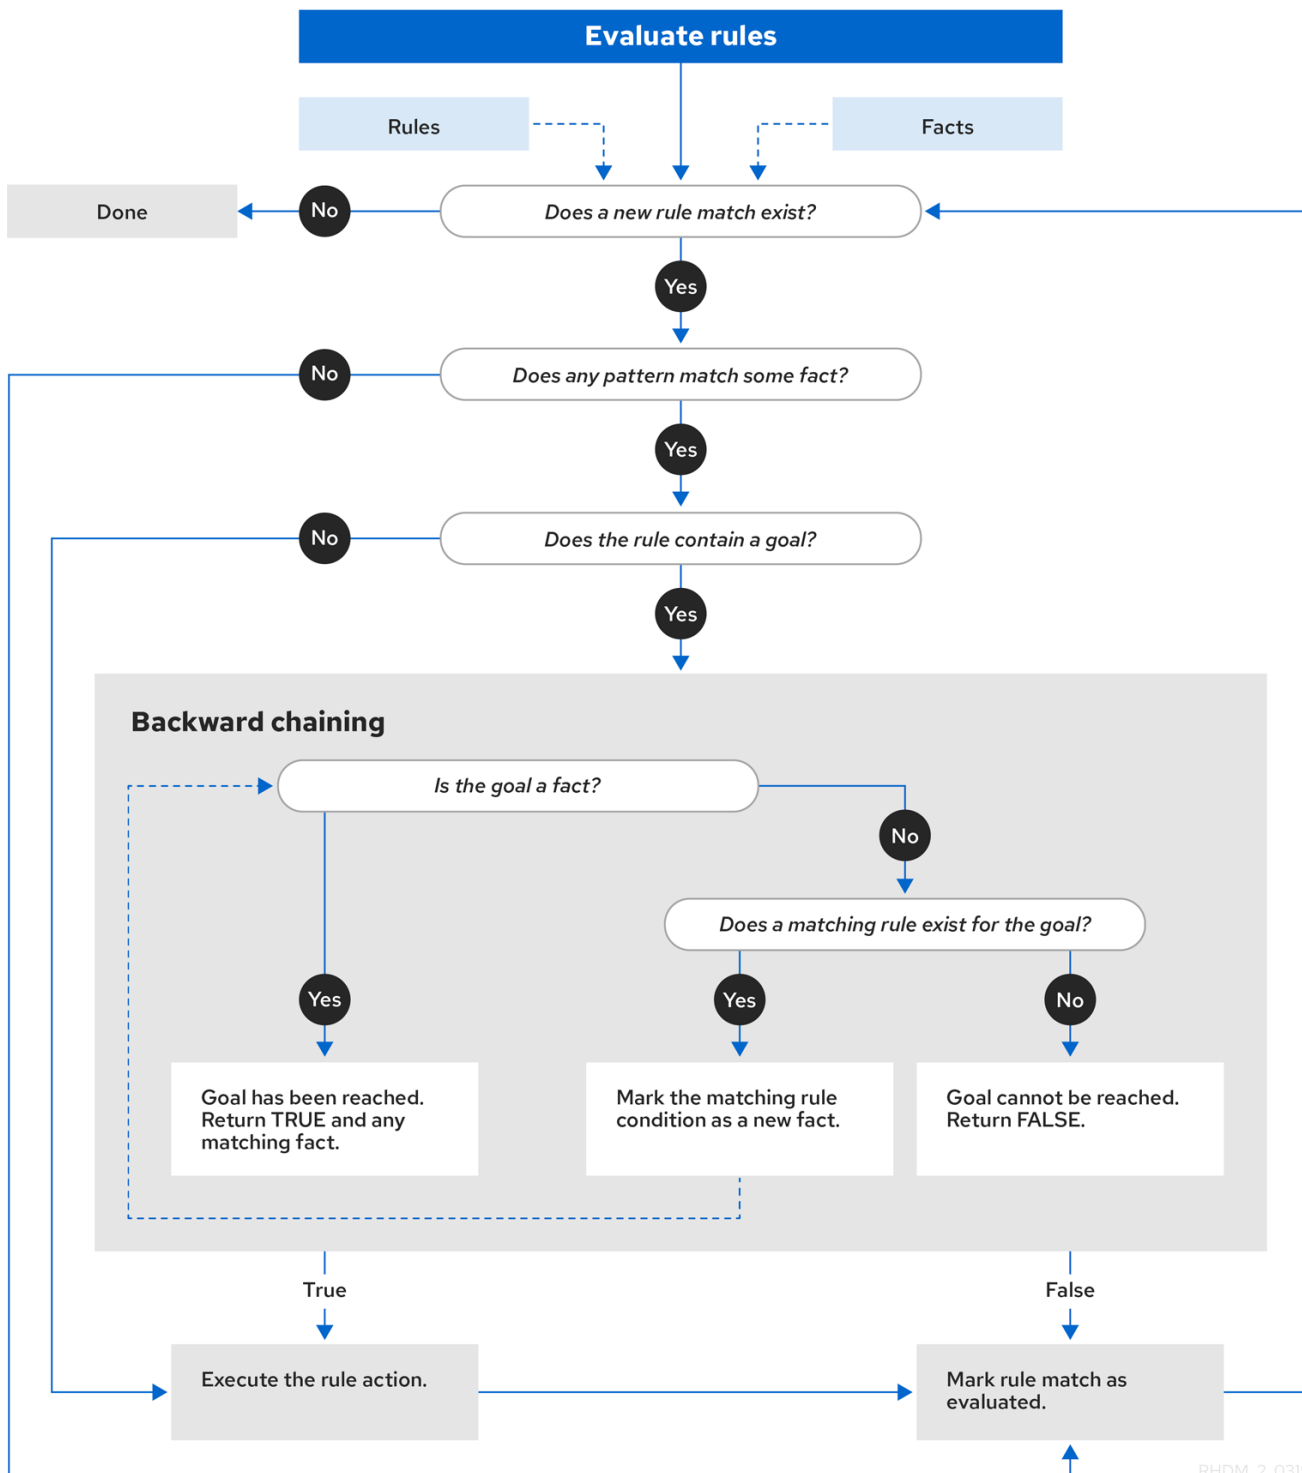 Evaluate rules
Rules
Facts
Done
No
Does a new rule match exist?
Yes
No
Does any pattern match some fact?
Yes
No
Does the rule contain a goal?
Yes
Backward chaining
Is the goal a fact?
No
Does a matching rule exist for the goal?
Yes
Yes
No
Goal has been reached.
Return TRUE and any
matching fact.
Mark the matching rule
condition as a new fact.
Goal cannot be reached.
Return FALSE.
True
False
Execute the rule action.
Mark rule match as
evaluated.